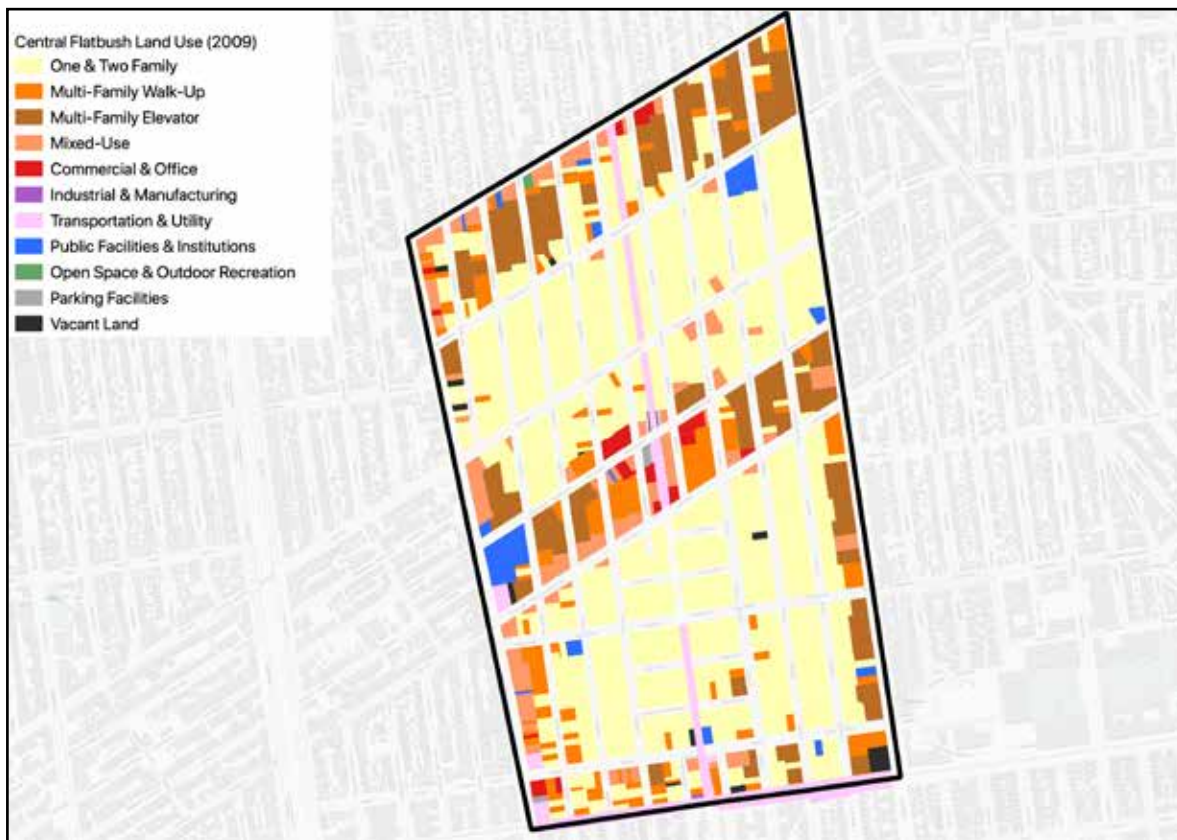 Central Flatbush Land Use (2009)
One & Two Family
Multi-Family Walk-Up
Multi-Family Elevator
Mixed-Use
Commercial & Office
Industrial & Manufacturing
Transportation & Utility
Public Facilities & Institutions
Open Space & Outdoor Recreation
Parking Facilities
Vacant Land